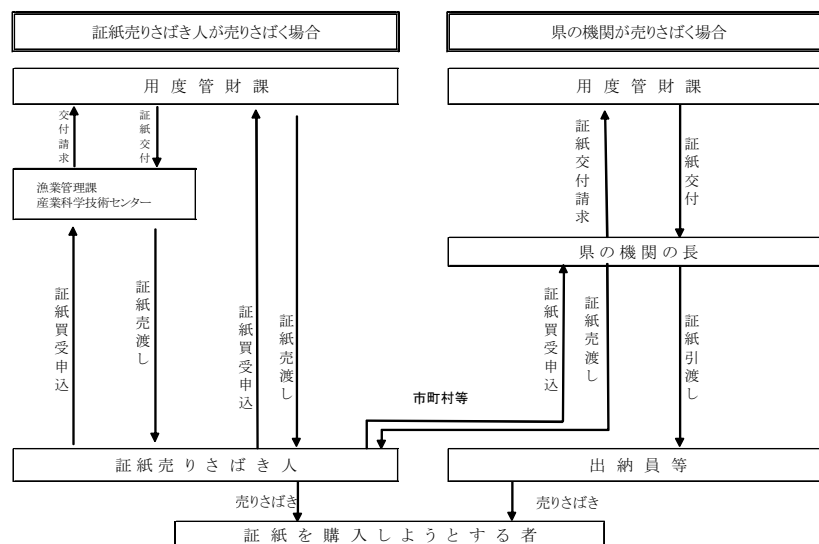 証紙売りさばき人が売りさばく場合
県の機関が売りさばく場合
用度管財課
用度管財課
交付請求
証紙交付
証紙交付請求
証紙交付
漁業管理課
産業科学技術センター
県の機関の長
証紙買受申込
証紙売渡し
証紙買受申込
証紙売渡し
証紙買受申込
証紙売渡し
証紙引渡し
市町村等
証紙売りさばき人
出納員等
売りさばき
売りさばき
証紙を購入しようとする者